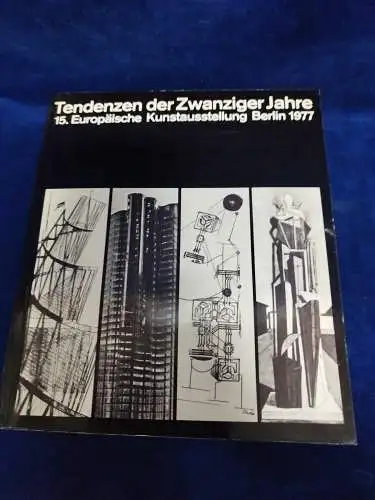 Tendenzen der Zwanziger Jahre
15. Europäische Kunstausstellung Berlin 1977